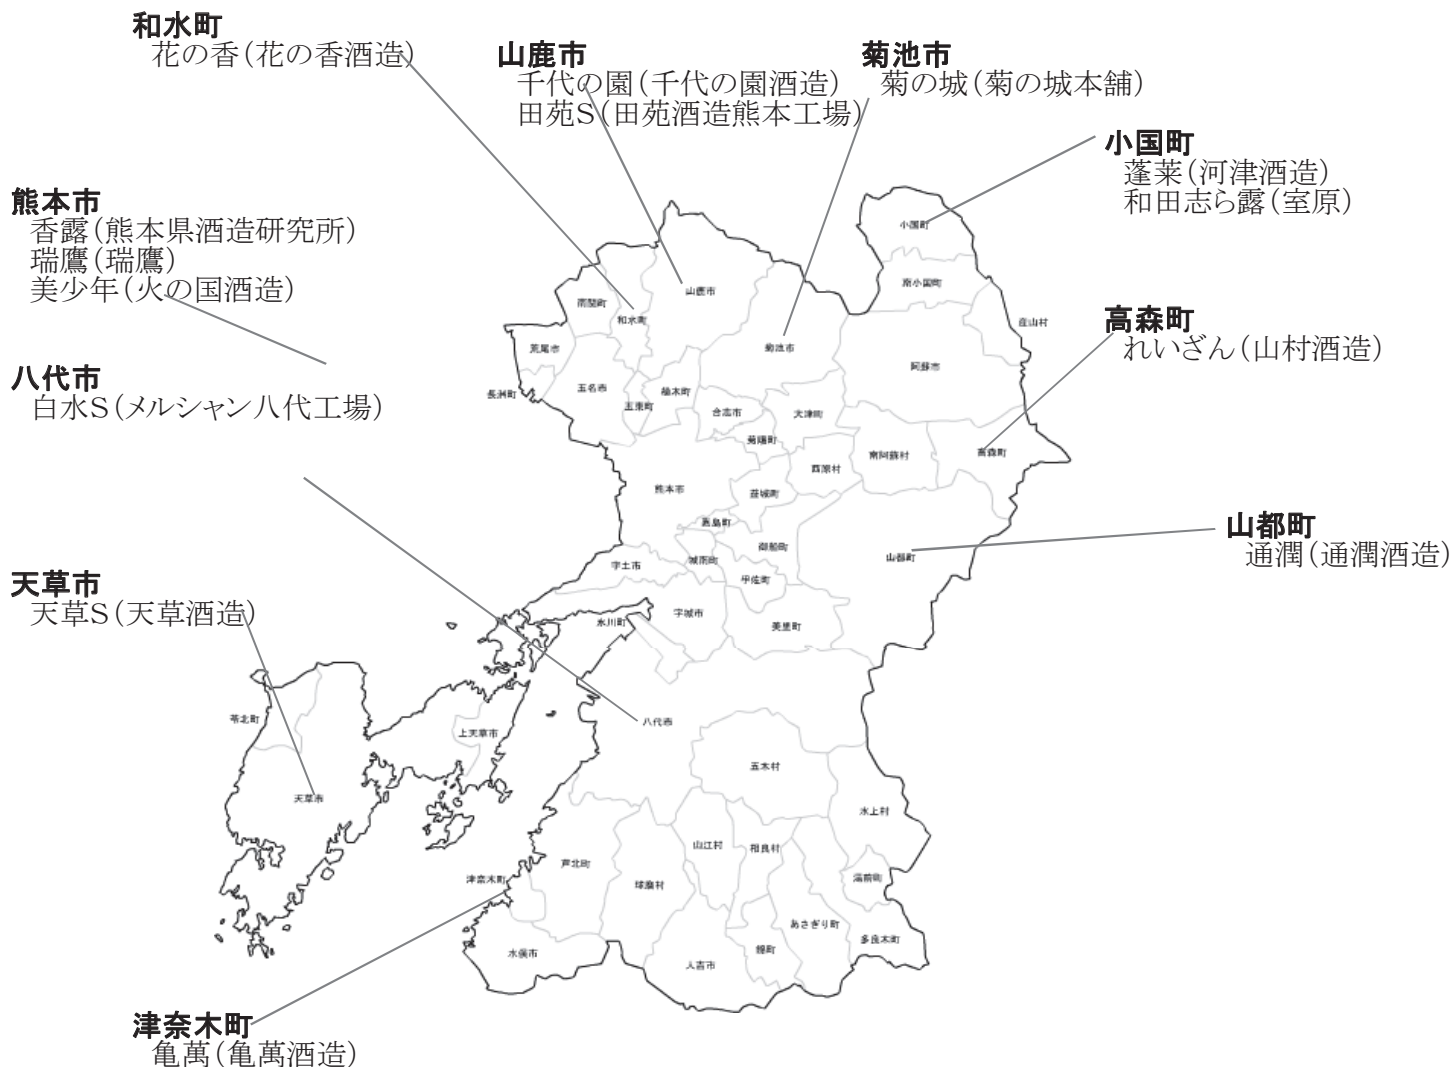 和水町
花の香(花の香酒造)
山鹿市
千代の園(千代の園酒造)
田苑S(田苑酒造熊本工場)
菊池市
菊の城(菊の城本舗)
小国町
蓬莱(河津酒造)
和田志ら露(室原)
熊本市
香露(熊本県酒造研究所)
瑞鷹(瑞鷹)
美少年(火の国酒造)
高森町
れいざん(山村酒造)
八代市
白水S(メルシャン八代工場)
山都町
通潤(通潤酒造)
天草市
天草S(天草酒造)
津奈木町
亀萬(亀萬酒造)
小国町
南小国町
産山村
山鹿市
南関町
和水町
菊池市
荒尾市
阿蘇市
長洲町
玉名市
玉東町
植木町
合志市
大津町
菊陽町
西原村
南阿蘇村
高森町
熊本市
益城町
嘉島町
城南町
御船町
山都町
宇土市
甲佐町
宇城市
氷川町
美里町
八代市
苓北町
上天草市
天草市
五木村
水上村
山江村
相良村
芦北町
津奈木町
球磨村
湯前町
あさぎり町
多良木町
水俣市
人吉市
錦町